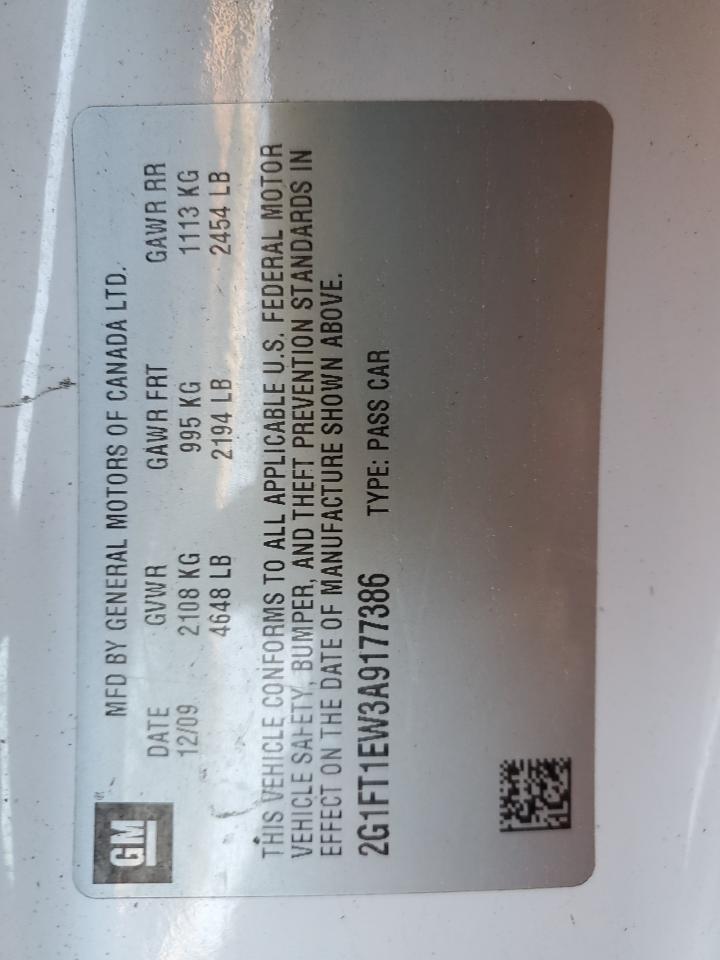 GM
MFD BY GENERAL MOTORS OF CANADA LTD.
DATE GVWR GAWR FRT GAWR RR
12/09 2108 KG 995 KG 1113 KG
4648 LB 2194 LB 2454 LB
THIS VEHICLE CONFORMS TO ALL APPLICABLE U.S. FEDERAL MOTOR
VEHICLE SAFETY, BUMPER, AND THEFT PREVENTION STANDARDS IN
EFFECT ON THE DATE OF MANUFACTURE SHOWN ABOVE.
2G1FT1EW3A9177386 TYPE: PASS CAR